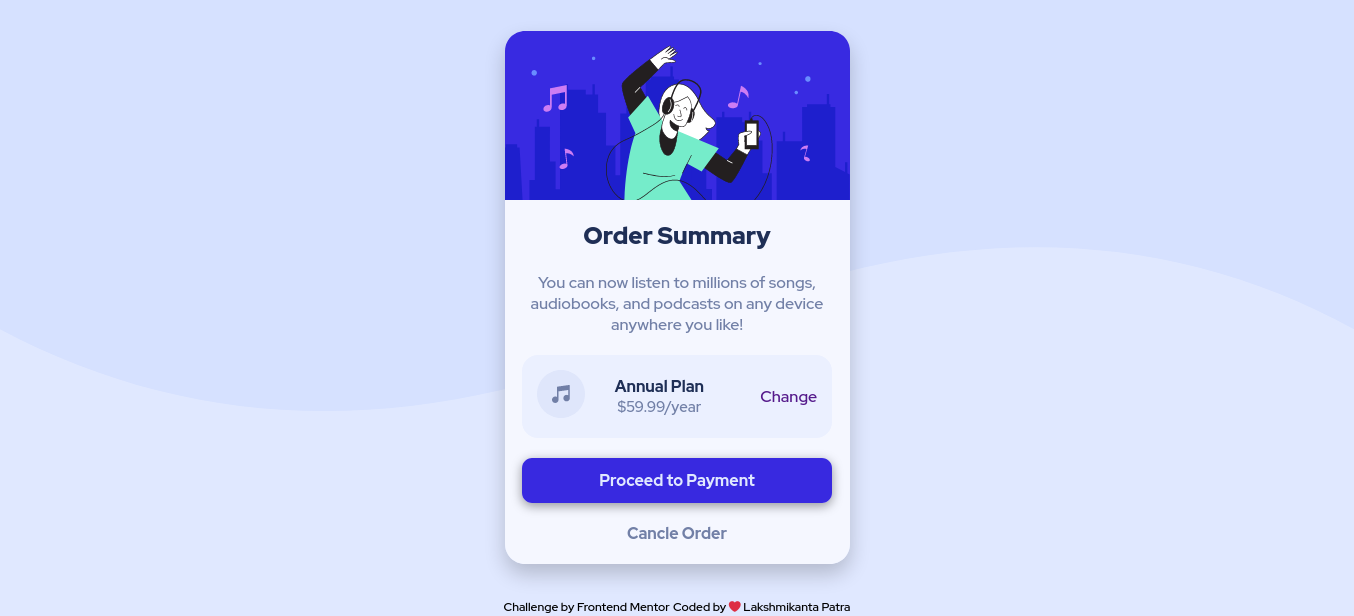 Order Summary
You can now listen to millions of songs,
audiobooks, and podcasts on any device
anywhere you like!
Annual Plan
$59.99/year
Change
Proceed to Payment
Cancle Order
Challenge by Frontend Mentor Coded by ❤️ Lakshmikanta Patra